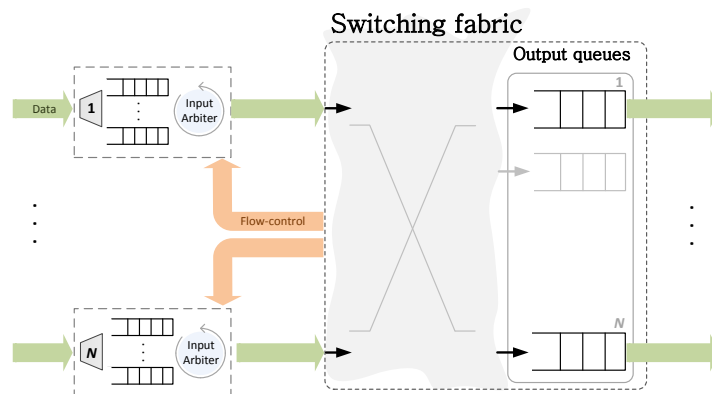 Switching fabric
Output queues
1
Data
1
Input
Arbiter
Flow-control
N
N
Input
Arbiter